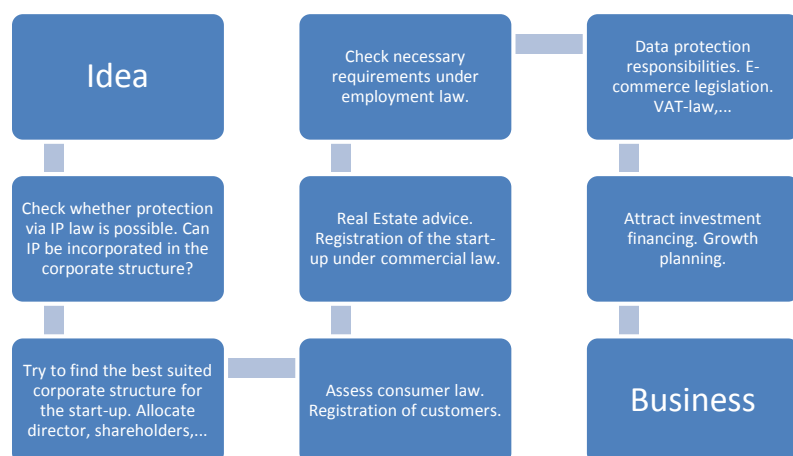 Idea
Check whether protection
via IP law is possible. Can
IP be incorporated in the
corporate structure?
Try to find the best suited
corporate structure for
the start-up. Allocate
director, shareholders,...
Assess consumer law.
Registration of customers.
Real Estate advice.
Registration of the start-
up under commercial law.
Check necessary
requirements under
employment law.
Data protection
responsibilities. E-
commerce legislation.
VAT-law,...
Attract investment
financing. Growth
planning.
Business